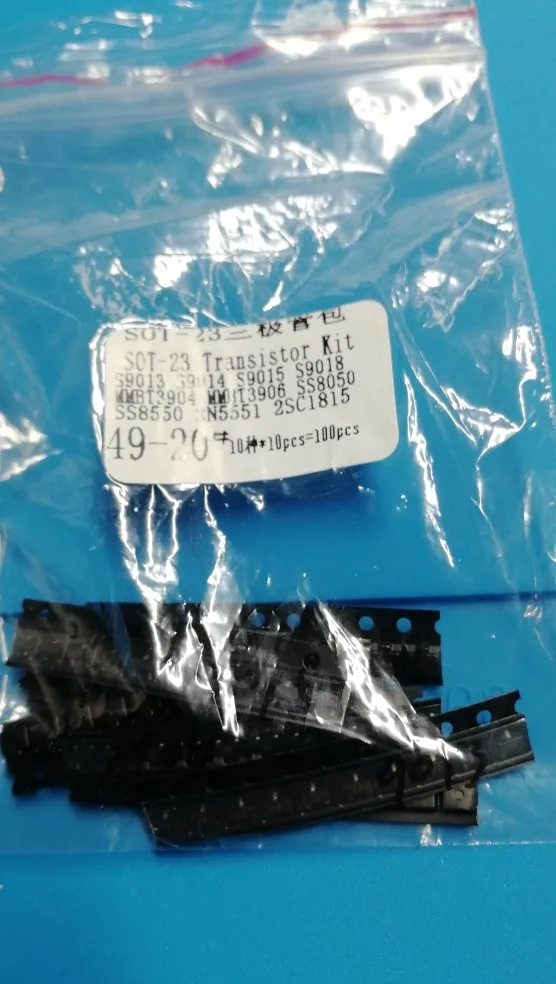 SOT-23三极管包
SOT-23 Transistor Kit
S9013 S9014 S9015 S9018
MMBT3904 MMBT3906 SS8050
SS8550 2N5551 2SC1815
49-20# 10种*10pcs=100pcs